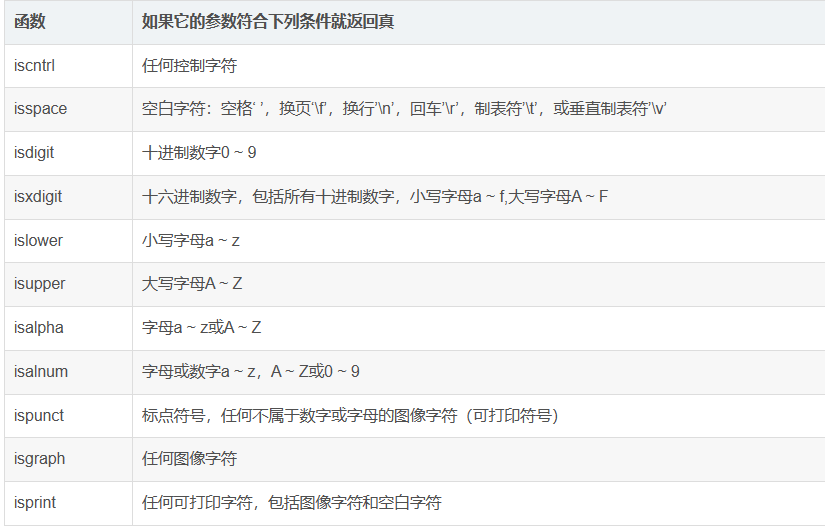 函数 如果它的参数符合下列条件就返回真
iscntrl 任何控制字符
isspace 空白字符：空格‘ ’，换页‘\f’，换行’\n’，回车’\r’，制表符’\t’，或垂直制表符’\v’
isdigit 十进制数字0 ~ 9
isxdigit 十六进制数字，包括所有十进制数字，小写字母a ~ f,大写字母A ~ F
islower 小写字母a ~ z
isupper 大写字母A ~ Z
isalpha 字母a ~ z或A ~ Z
isalnum 字母或数字a ~ z，A ~ Z或0 ~ 9
ispunct 标点符号，任何不属于数字或字母的图像字符（可打印符号）
isgraph 任何图像字符
isprint 任何可打印字符，包括图像字符和空白字符